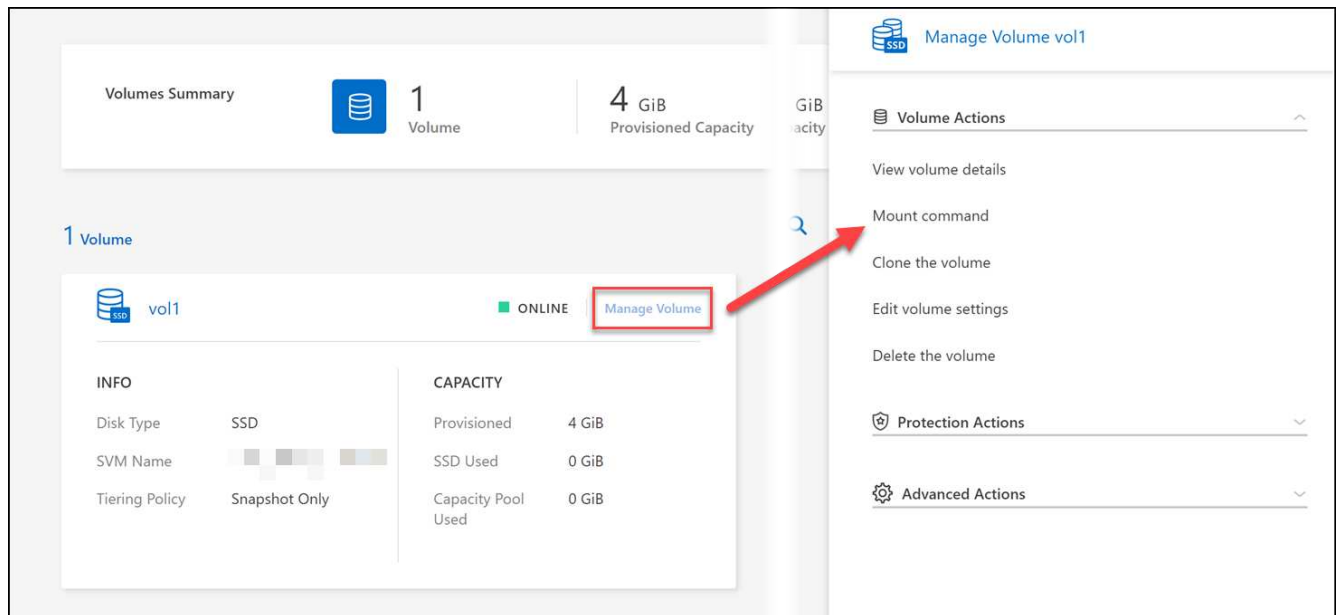 Volumes Summary
1
Volume
4 GiB
Provisioned Capacity
GiB
acity
1 Volume
SSD
vol1
ONLINE
Manage Volume
INFO
Disk Type SSD
SVM Name
Tiering Policy Snapshot Only
CAPACITY
Provisioned 4 GiB
SSD Used 0 GiB
Capacity Pool 0 GiB
Used
SSD
Manage Volume vol1
Volume Actions
View volume details
Mount command
Clone the volume
Edit volume settings
Delete the volume
Protection Actions
Advanced Actions